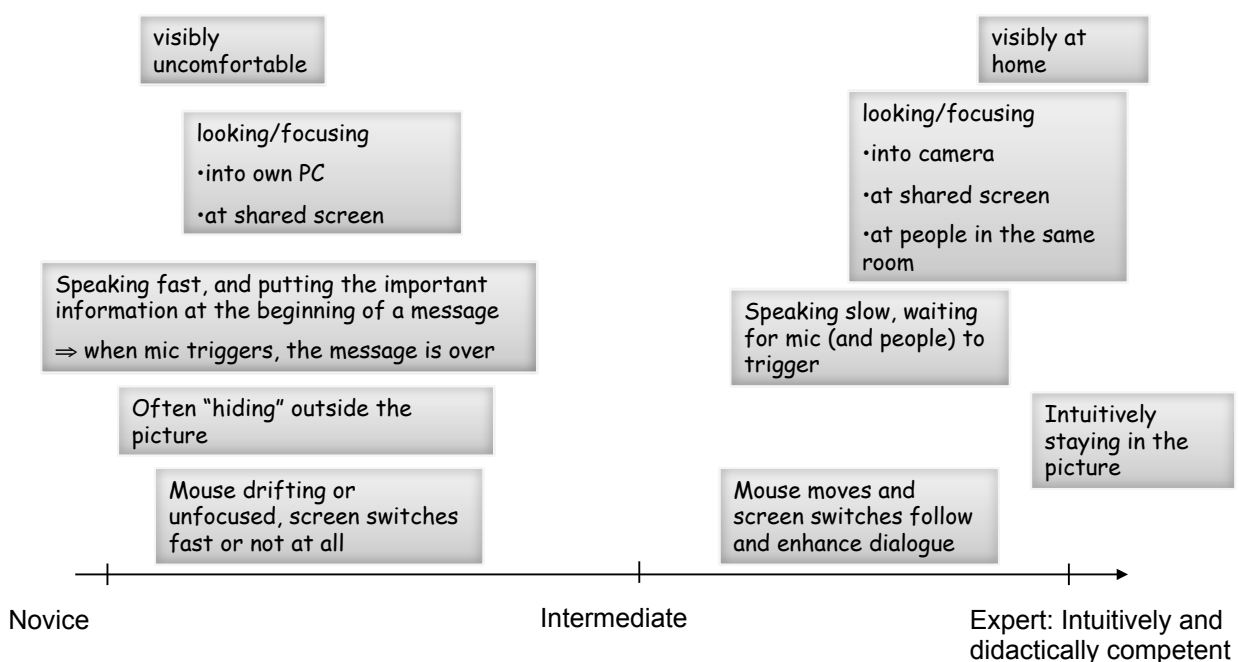 visibly
uncomfortable
visibly at
home
looking/focusing
•into own PC
•at shared screen
looking/focusing
•into camera
•at shared screen
•at people in the same
room
Speaking fast, and putting the important
information at the beginning of a message
⇒ when mic triggers, the message is over
Speaking slow, waiting
for mic (and people) to
trigger
Often “hiding” outside the
picture
Intuitively
staying in the
picture
Mouse drifting or
unfocused, screen switches
fast or not at all
Mouse moves and
screen switches follow
and enhance dialogue
Novice
Intermediate
Expert: Intuitively and
didactically competent